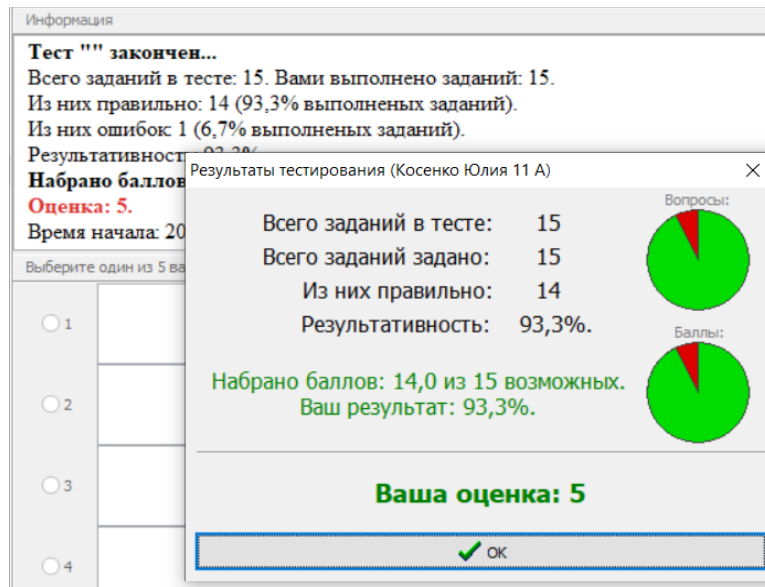 Информация
Тест "" закончен...
Всего заданий в тесте: 15. Вами выполнено заданий: 15.
Из них правильно: 14 (93,3% выполненых заданий).
Из них ошибок: 1 (6,7% выполненых заданий).
Результативность: 93,3%
Набрано баллов
Оценка: 5.
Время начала: 20
Выберите один из 5 ва
1
2
3
4
Результаты тестирования (Косенко Юлия 11 А)
Всего заданий в тесте: 15
Всего заданий задано: 15
Из них правильно: 14
Результативность: 93,3%.
Вопросы:
Баллы:
Набрано баллов: 14,0 из 15 возможных.
Ваш результат: 93,3%.
Ваша оценка: 5
ОК